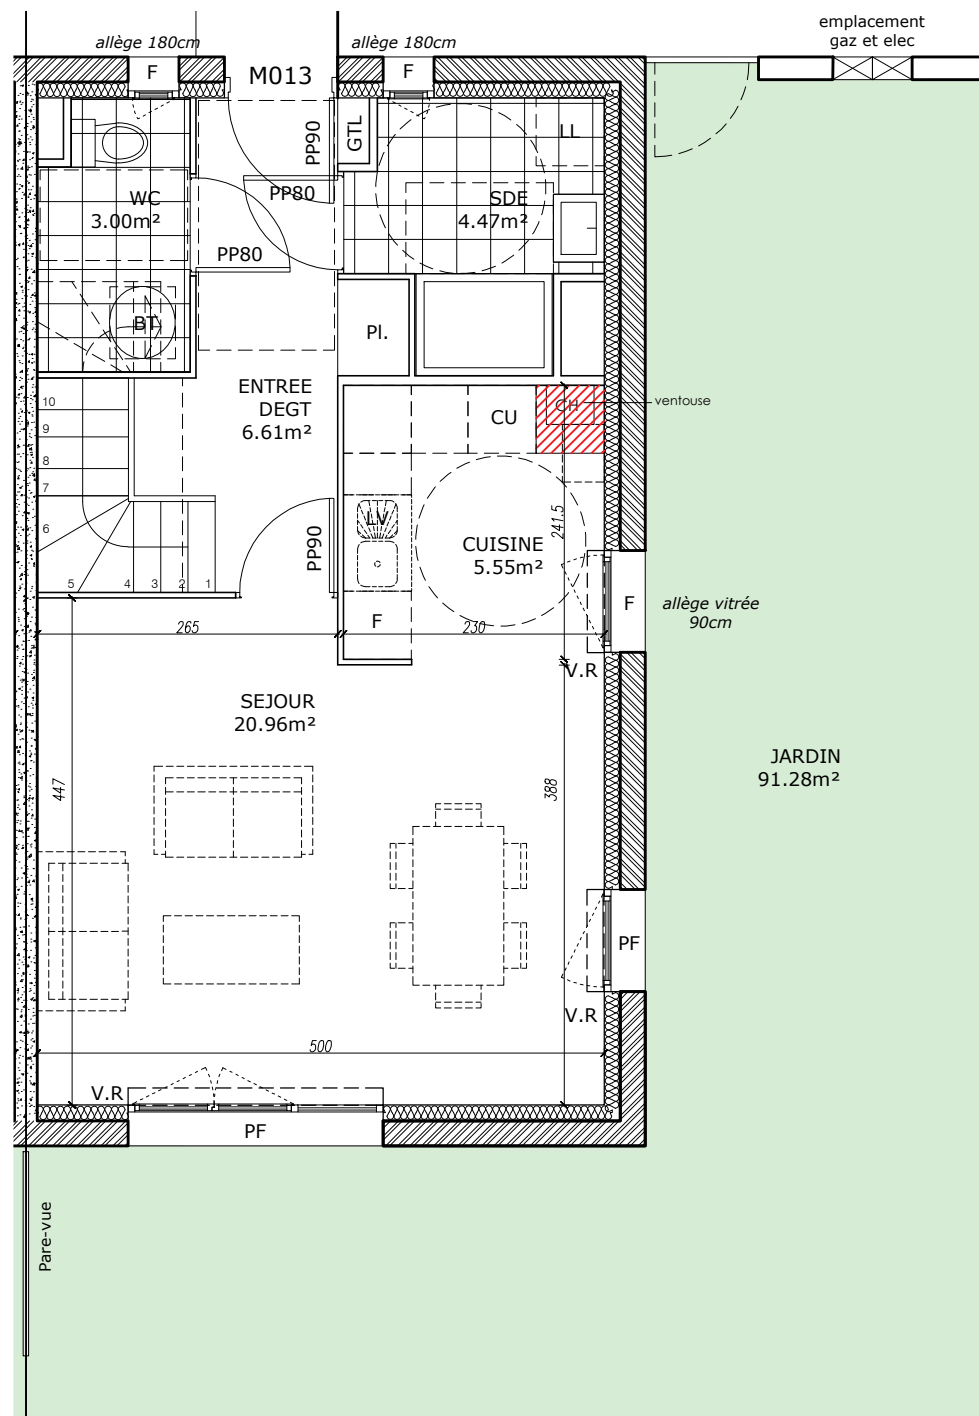 emplacement
gaz et elec
allège 180cm
allège 180cm
F
M013
F
PP90
GTL
LL
WC
3.00m²
PP80
SDE
4.47m²
PP80
BT
Pl.
ENTREE
DEGT
6.61m²
CU
CH
ventouse
10
9
8
7
6
5
4
3
2
1
LV
PP90
241.5
CUISINE
5.55m²
F
allège vitrée
90cm
F
265
230
V.R
SEJOUR
20.96m²
JARDIN
91.28m²
447
388
PF
V.R
500
V.R
PF
Pare-vue